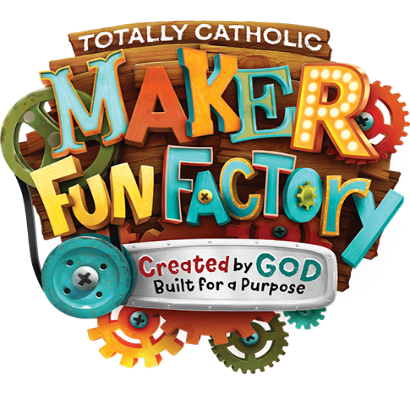 TOTALLY CATHOLIC
MAKER
FUN FACTORY
Created by GOD
Built for a Purpose